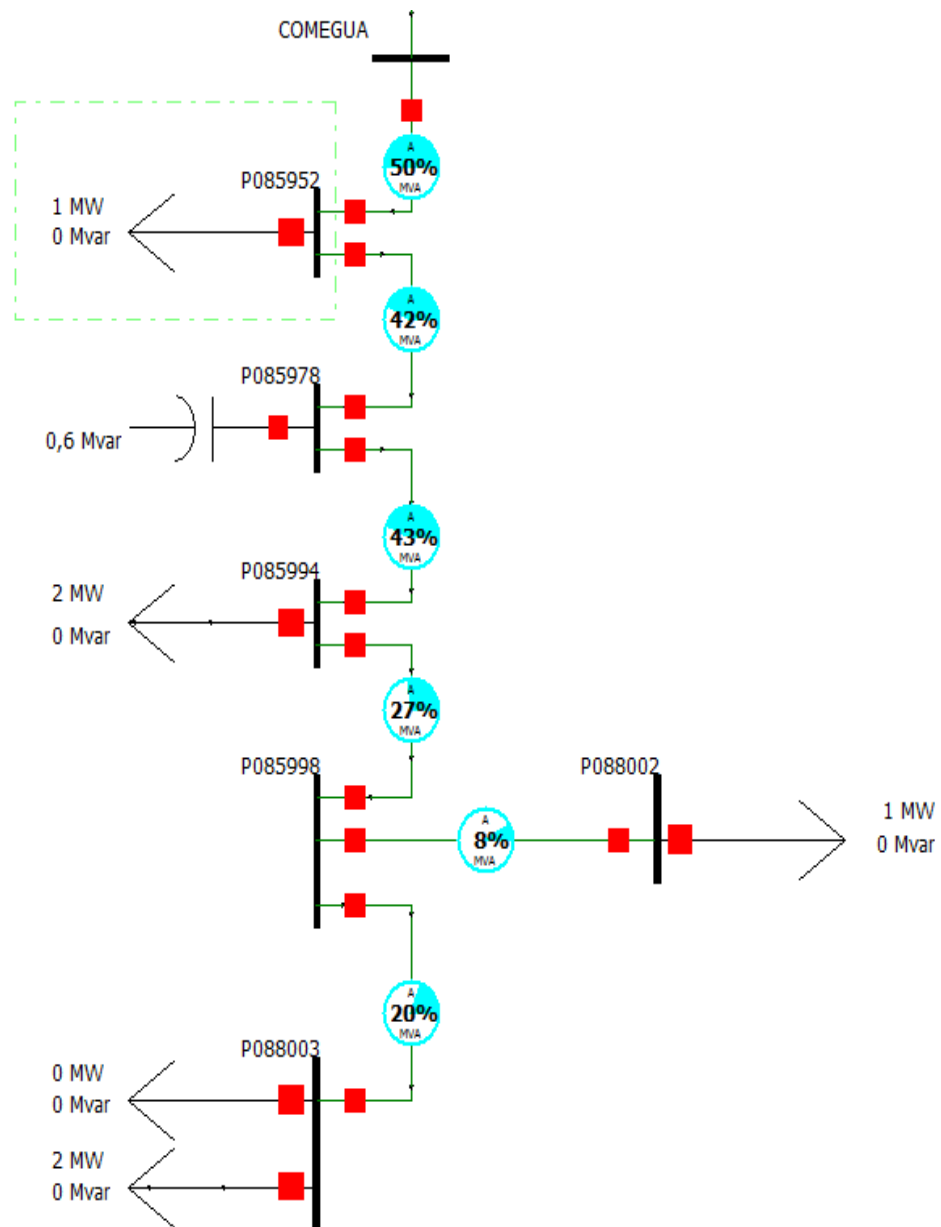 COMEGUA
A
50%
MVA
P085952
1 MW
0 Mvar
A
42%
MVA
P085978
0,6 Mvar
A
43%
MVA
P085994
2 MW
0 Mvar
A
27%
MVA
P085998
P088002
A
8%
MVA
1 MW
0 Mvar
A
20%
MVA
P088003
0 MW
0 Mvar
2 MW
0 Mvar